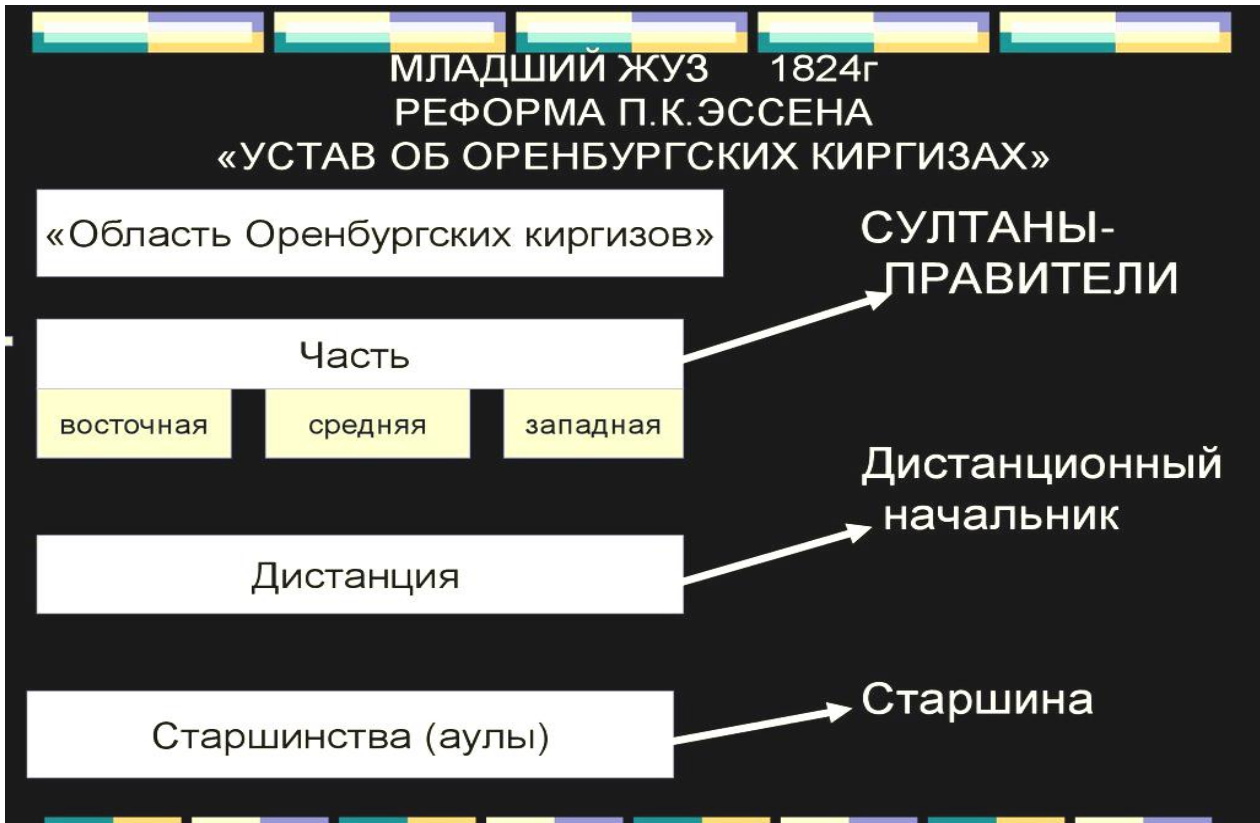 МЛАДШИЙ ЖУЗ 1824г
РЕФОРМА П.К.ЭССЕНА
«УСТАВ ОБ ОРЕНБУРГСКИХ КИРГИЗАХ»
«Область Оренбургских киргизов»
СУЛТАНЫ-
ПРАВИТЕЛИ
Часть
восточная
средняя
западная
Дистанционный
начальник
Дистанция
Старшина
Старшинства (аулы)